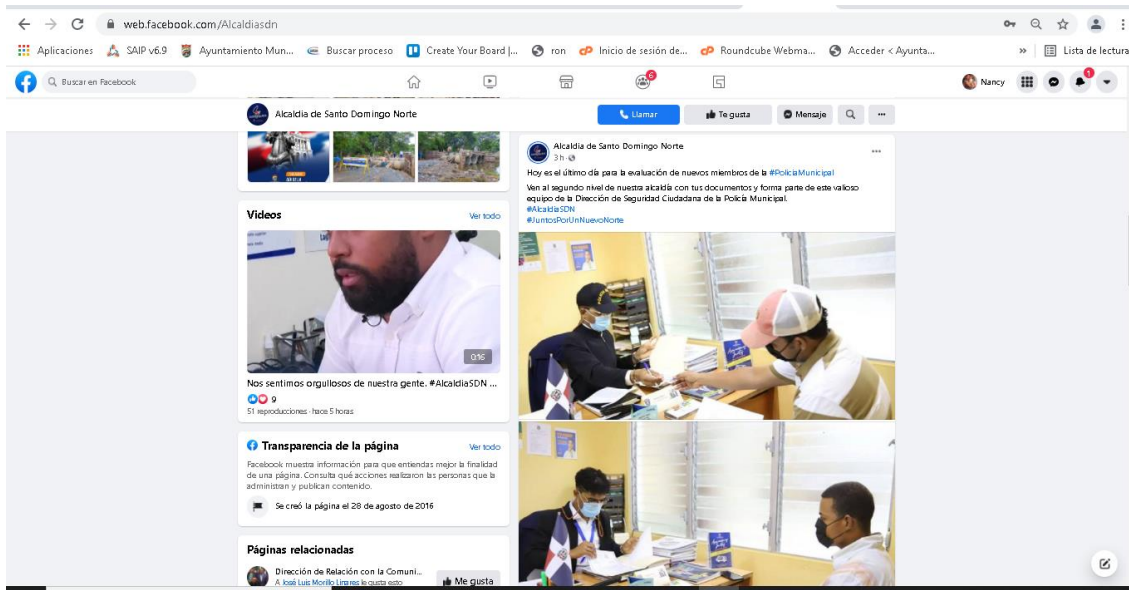 web.facebook.com/Alcaldiasdn
Aplicaciones SAIP v6.9 Ayuntamiento Mun... Buscar proceso Create Your Board |... ron Inicio de sesión de... Roundcube Webma... Acceder < Ayunta... » Lista de lectura
Buscar en Facebook 6 Nancy 1
Alcaldia de Santo Domingo Norte Llamar Te gusta Mensaje
Videos Ver todo
0:16
Nos sentimos orgullosos de nuestra gente. #AlcaldiaSDN ...
9
51 reproducciones · hace 5 horas
Transparencia de la página Ver todo
Facebook muestra información para que entiendas mejor la finalidad
de una página. Consulta qué acciones realizaron las personas que la
administran y publican contenido.
Se creó la página el 28 de agosto de 2016
Páginas relacionadas
Dirección de Relación con la Comuni...
A José Luis Morillo Linares le gusta esto
Me gusta
Alcaldia de Santo Domingo Norte
3 h ·
Hoy es el último día para la evaluación de nuevos miembros de la #PoliciaMunicipal
Ven al segundo nivel de nuestra alcaldía con tus documentos y forma parte de este valioso
equipo de la Dirección de Seguridad Ciudadana de la Policía Municipal.
#AlcaldiaSDN
#JuntosPorUnNuevoNorte